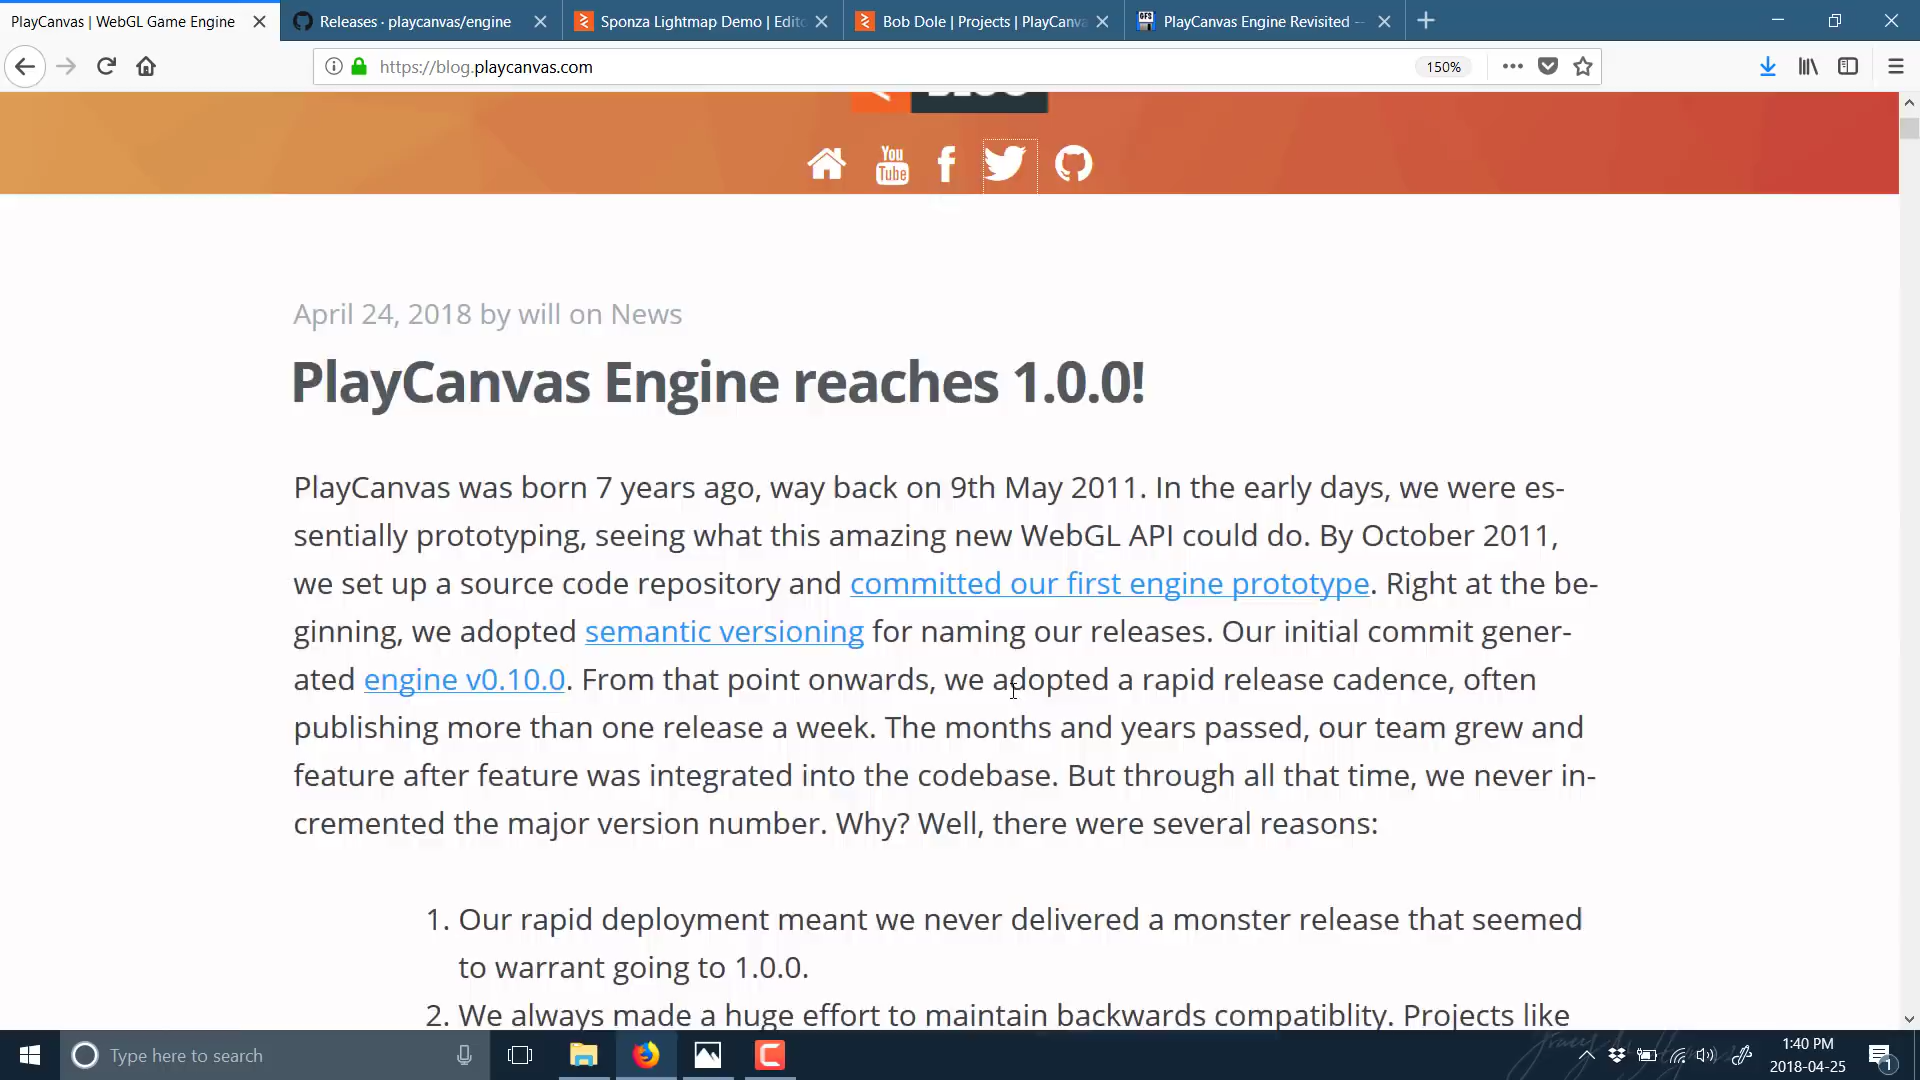 PlayCanvas | WebGL Game Engine
Releases · playcanvas/engine
Sponza Lightmap Demo | Edito
Bob Dole | Projects | PlayCanva
GFS
PlayCanvas Engine Revisited –
https://blog.playcanvas.com
150%
You
Tube
April 24, 2018 by will on News
PlayCanvas Engine reaches 1.0.0!
PlayCanvas was born 7 years ago, way back on 9th May 2011. In the early days, we were es-
sentially prototyping, seeing what this amazing new WebGL API could do. By October 2011,
we set up a source code repository and committed our first engine prototype. Right at the be-
ginning, we adopted semantic versioning for naming our releases. Our initial commit gener-
ated engine v0.10.0. From that point onwards, we adopted a rapid release cadence, often
publishing more than one release a week. The months and years passed, our team grew and
feature after feature was integrated into the codebase. But through all that time, we never in-
cremented the major version number. Why? Well, there were several reasons:
1. Our rapid deployment meant we never delivered a monster release that seemed
to warrant going to 1.0.0.
2. We always made a huge effort to maintain backwards compatiblity. Projects like
Type here to search
1:40 PM
2018-04-25
1